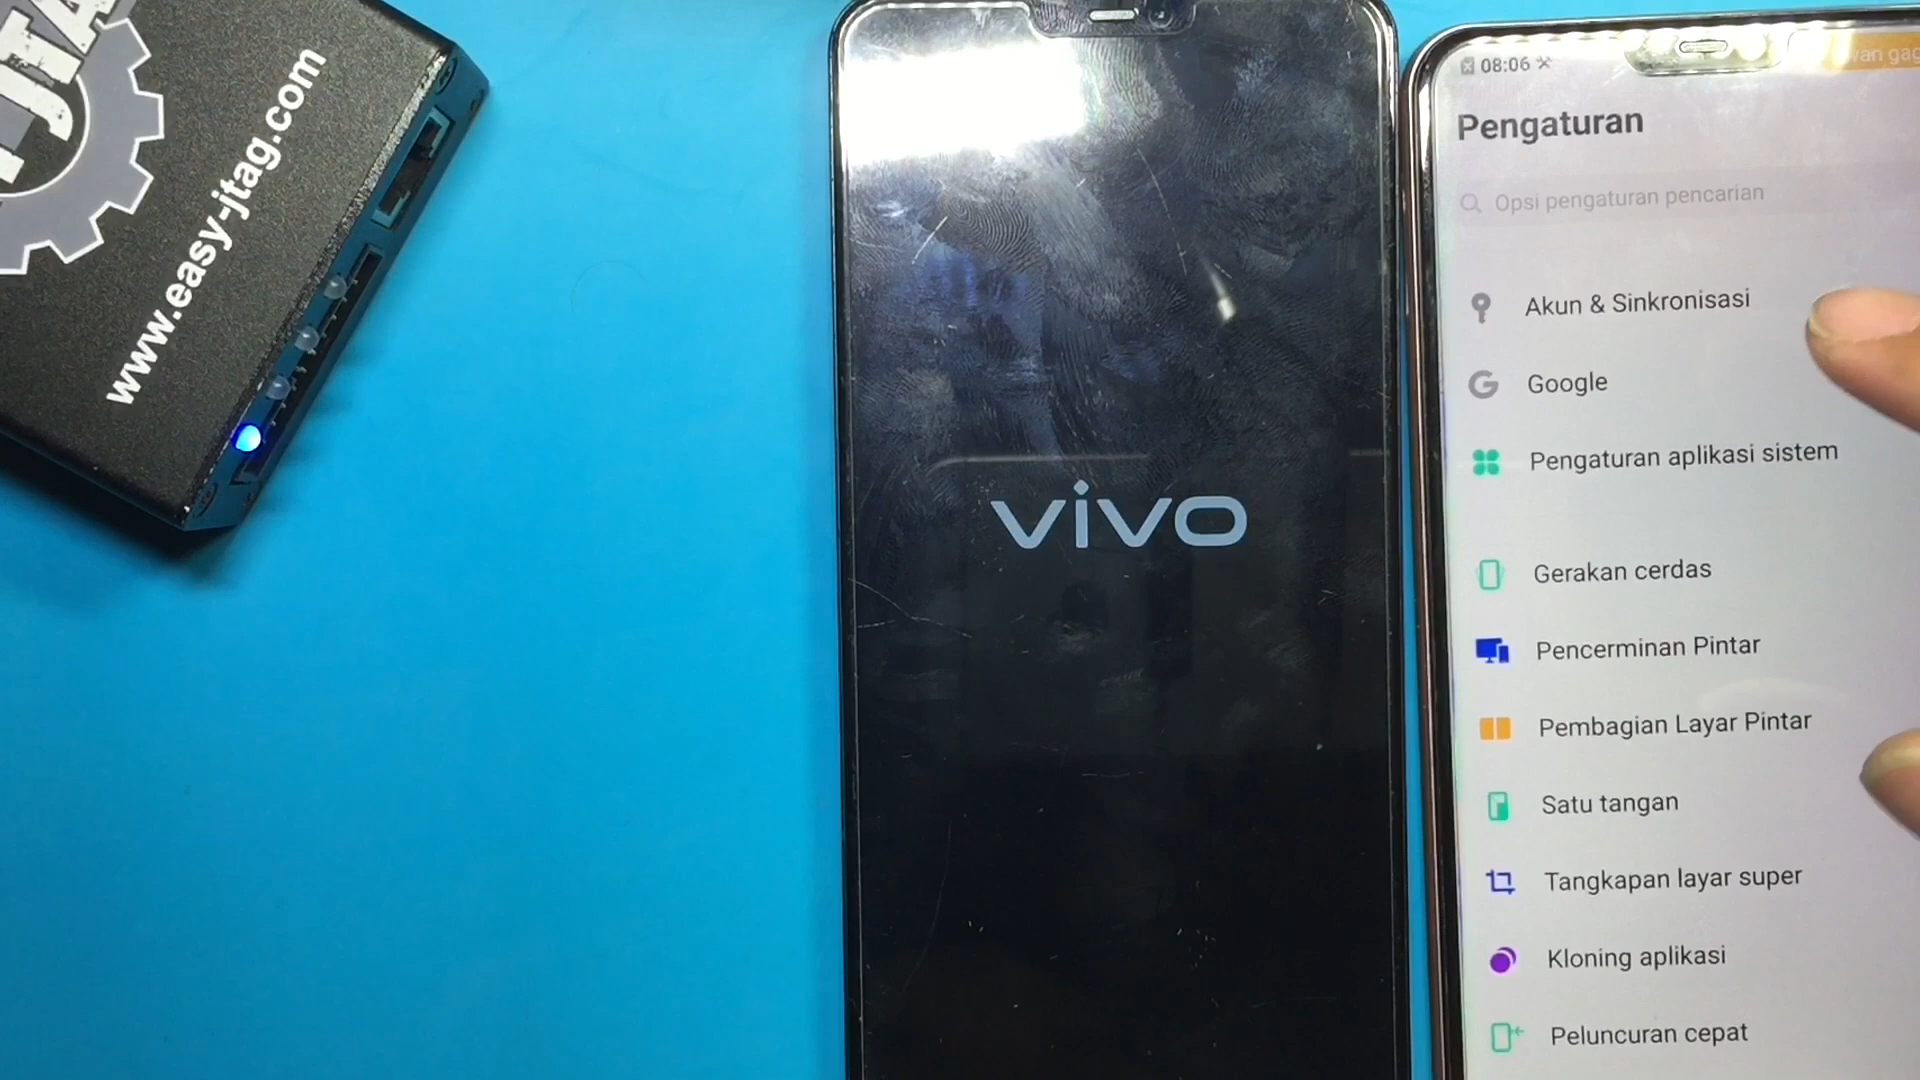 JTA
www.easy-jtag.com
vivo
08:06
Pengaturan
Opsi pengaturan pencarian
Akun & Sinkronisasi
Google
Pengaturan aplikasi sistem
Gerakan cerdas
Pencerminan Pintar
Pembagian Layar Pintar
Satu tangan
Tangkapan layar super
Kloning aplikasi
Peluncuran cepat